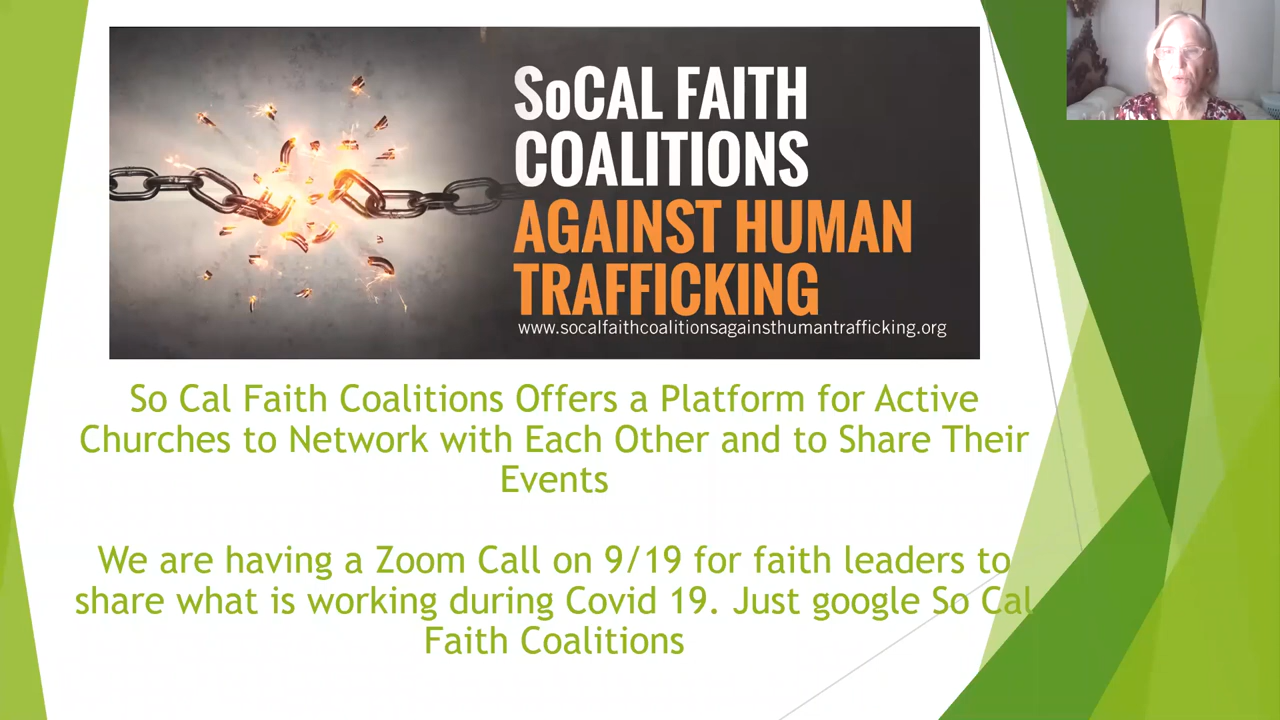 SoCAL FAITH
COALITIONS
AGAINST HUMAN
TRAFFICKING
www.socalfaithcoalitionsagainsthumantrafficking.org
So Cal Faith Coalitions Offers a Platform for Active
Churches to Network with Each Other and to Share Their
Events
We are having a Zoom Call on 9/19 for faith leaders to
share what is working during Covid 19. Just google So Cal
Faith Coalitions